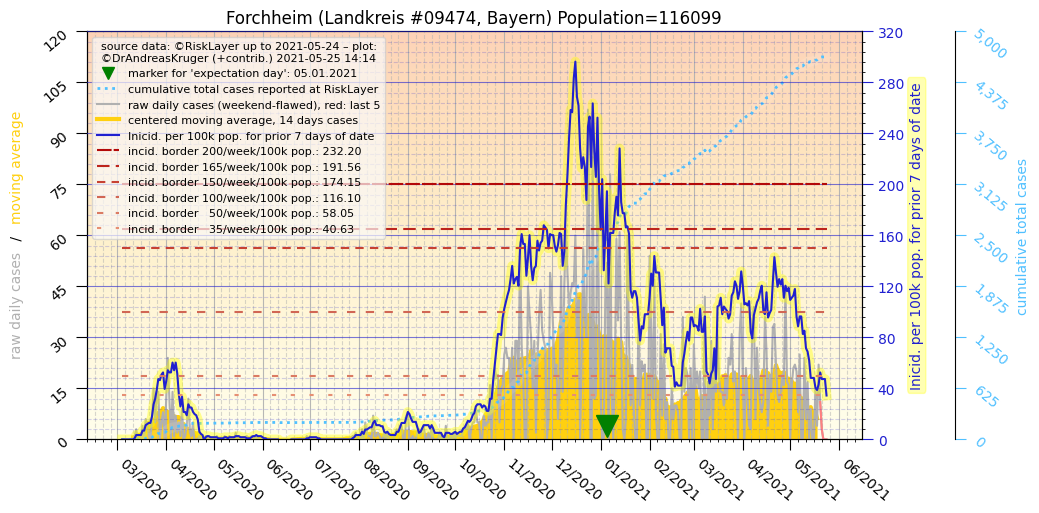 Forchheim (Landkreis #09474, Bayern) Population=116099
source data: ©RiskLayer up to 2021-05-24 – plot:
©DrAndreasKruger (+contrib.) 2021-05-25 14:14
marker for 'expectation day': 05.01.2021
cumulative total cases reported at RiskLayer
raw daily cases (weekend-flawed), red: last 5
centered moving average, 14 days cases
Inicid. per 100k pop. for prior 7 days of date
incid. border 200/week/100k pop.: 232.20
incid. border 165/week/100k pop.: 191.56
incid. border 150/week/100k pop.: 174.15
incid. border 100/week/100k pop.: 116.10
incid. border   50/week/100k pop.: 58.05
incid. border   35/week/100k pop.: 40.63
raw daily cases / moving average
120
105
90
75
60
45
30
15
0
03/2020
04/2020
05/2020
06/2020
07/2020
08/2020
09/2020
10/2020
11/2020
12/2020
01/2021
02/2021
03/2021
04/2021
05/2021
06/2021
320
280
240
200
160
120
80
40
0
Inicid. per 100k pop. for prior 7 days of date
5,000
4,375
3,750
3,125
2,500
1,875
1,250
625
0
cumulative total cases